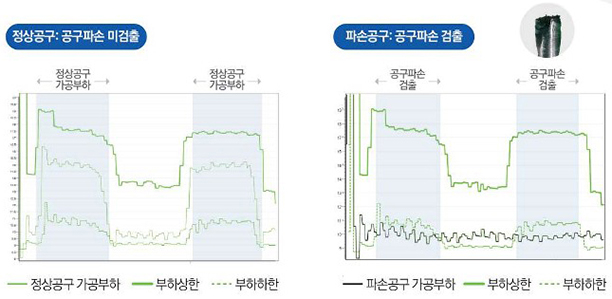 정상공구: 공구파손 미검출
파손공구: 공구파손 검출
정상공구
가공부하
정상공구
가공부하
공구파손
검출
공구파손
검출
정상공구 가공부하
부하상한
부하하한
파손공구 가공부하
부하상한
부하하한